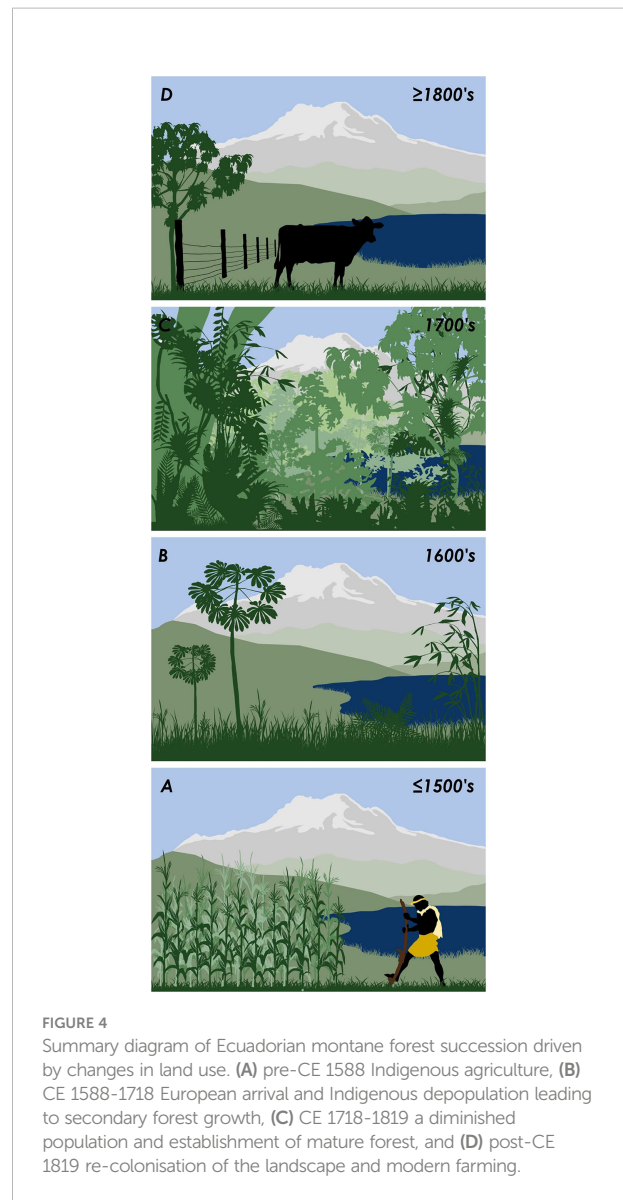 D
≥1800's
C
1700's
B
1600's
A
≤1500's
FIGURE 4
Summary diagram of Ecuadorian montane forest succession driven
by changes in land use. (A) pre-CE 1588 Indigenous agriculture, (B)
CE 1588-1718 European arrival and Indigenous depopulation leading
to secondary forest growth, (C) CE 1718-1819 a diminished
population and establishment of mature forest, and (D) post-CE
1819 re-colonisation of the landscape and modern farming.